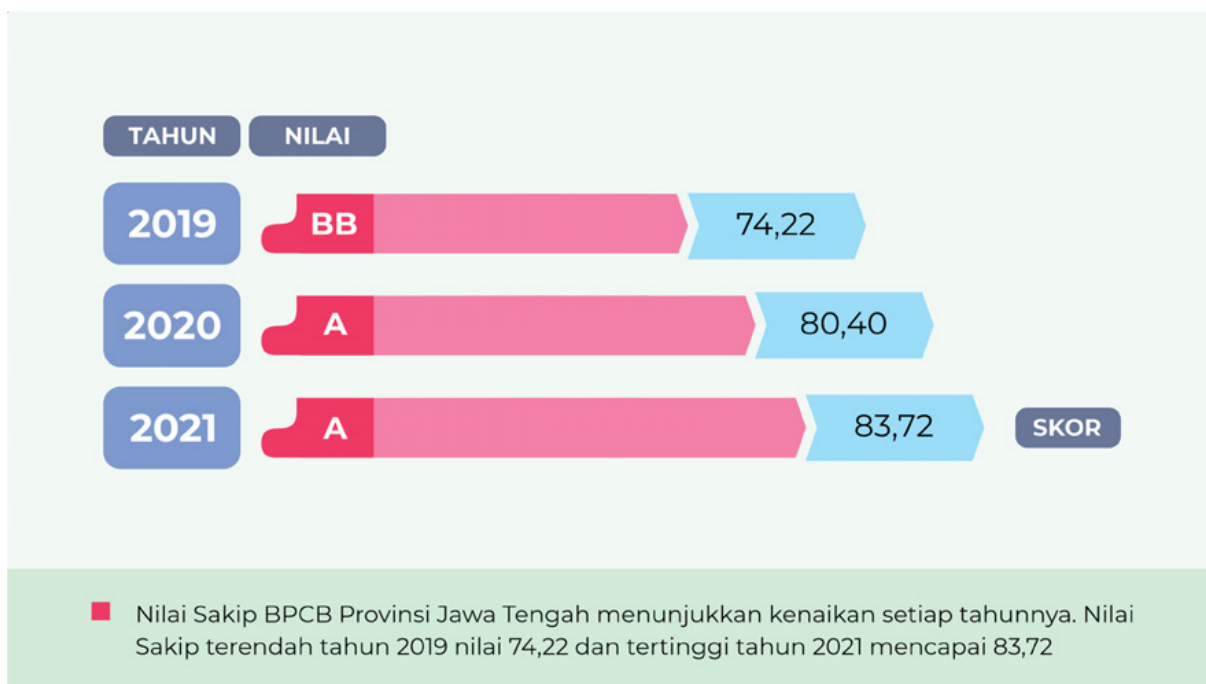 TAHUN NILAI
2019 BB 74,22
2020 A 80,40
2021 A 83,72 SKOR
Nilai Sakip BPCB Provinsi Jawa Tengah menunjukkan kenaikan setiap tahunnya. Nilai
Sakip terendah tahun 2019 nilai 74,22 dan tertinggi tahun 2021 mencapai 83,72